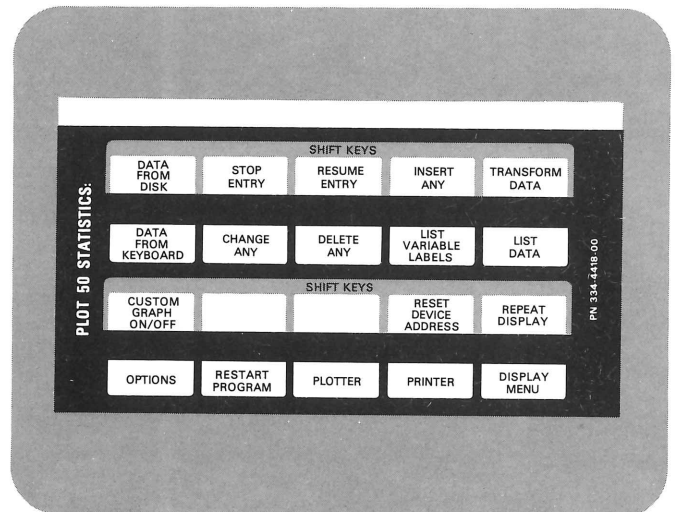 PLOT 50 STATISTICS:
SHIFT KEYS
DATA
FROM
DISK
STOP
ENTRY
RESUME
ENTRY
INSERT
ANY
TRANSFORM
DATA
DATA
FROM
KEYBOARD
CHANGE
ANY
DELETE
ANY
LIST
VARIABLE
LABELS
LIST
DATA
SHIFT KEYS
CUSTOM
GRAPH
ON/OFF
RESET
DEVICE
ADDRESS
REPEAT
DISPLAY
OPTIONS
RESTART
PROGRAM
PLOTTER
PRINTER
DISPLAY
MENU
PN 334-4418-00